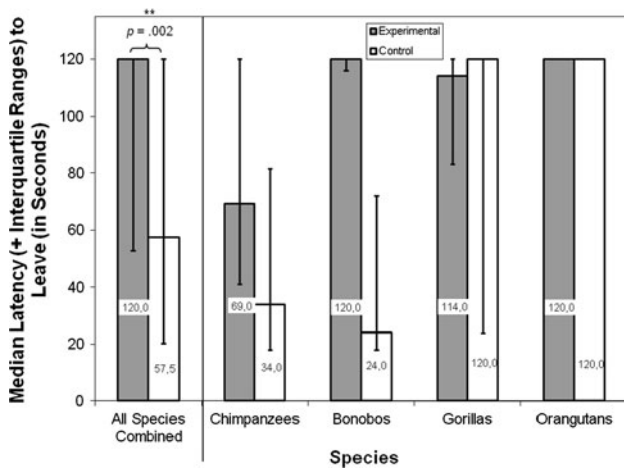 **
p = .002
Experimental
Control
Median Latency (+ Interquartile Ranges) to
Leave (in Seconds)
120
100
80
60
40
20
0
120,0
57,5
69,0
34,0
120,0
24,0
114,0
120,0
120,0
120,0
All Species
Combined
Chimpanzees
Bonobos
Gorillas
Orangutans
Species